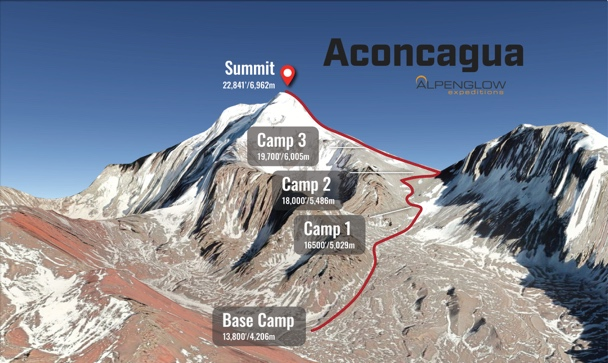 Aconcagua
ALPENGLOW
expeditions
Summit
22,841'/6,962m
Camp 3
19,700'/6,005m
Camp 2
18,000'/5,486m
Camp 1
16500'/5,029m
Base Camp
13,800'/4,206m